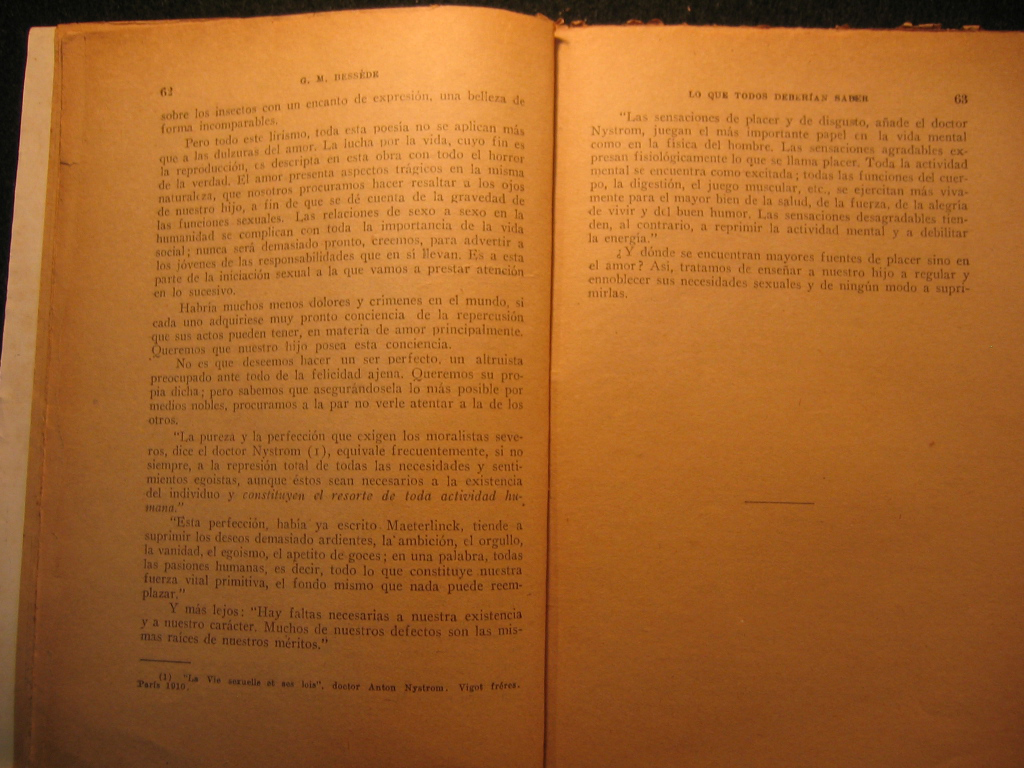 62
G. M. BESSÈDE
sobre los insectos con un encanto de expresión, una belleza de
forma incomparables.
Pero todo este lirismo, toda esta poesía no se aplican más
que a las dulzuras del amor. La lucha por la vida, cuyo fin es
la reproducción, es descripta en esta obra con todo el horror
de la verdad. El amor presenta aspectos trágicos en la misma
naturaleza, que nosotros procuramos hacer resaltar a los ojos
de nuestro hijo, a fin de que se dé cuenta de la gravedad de
las funciones sexuales. Las relaciones de sexo a sexo en la
humanidad se complican con toda la importancia de la vida
social; nunca será demasiado pronto, creemos, para advertir a
los jóvenes de las responsabilidades que en sí llevan. Es a esta
parte de la iniciación sexual a la que vamos a prestar atención
en lo sucesivo.
Habría muchos menos dolores y crímenes en el mundo, si
cada uno adquiriese muy pronto conciencia de la repercusión
que sus actos pueden tener, en materia de amor principalmente.
Queremos que nuestro hijo posea esta conciencia.
No es que deseemos hacer un ser perfecto, un altruista
preocupado ante todo de la felicidad ajena. Queremos su pro-
pia dicha; pero sabemos que asegurándosela lo más posible por
medios nobles, procuramos a la par no verle atentar a la de los
otros.
"La pureza y la perfección que exigen los moralistas seve-
ros, dice el doctor Nystrom (1), equivale frecuentemente, si no
siempre, a la represión total de todas las necesidades y senti-
mientos egoístas, aunque éstos sean necesarios a la existencia
del individuo y constituyen el resorte de toda actividad hu-
mana."
"Esta perfección, había ya escrito Maeterlinck, tiende a
suprimir los deseos demasiado ardientes, la ambición, el orgullo,
la vanidad, el egoísmo, el apetito de goces; en una palabra, todas
las pasiones humanas, es decir, todo lo que constituye nuestra
fuerza vital primitiva, el fondo mismo que nada puede reem-
plazar."
Y más lejos: "Hay faltas necesarias a nuestra existencia
y a nuestro carácter. Muchos de nuestros defectos son las mis-
mas raíces de nuestros méritos."
(1) "La Vie sexuelle et ses lois", doctor Anton Nystrom. Vigot frères.
París 1910.
LO QUE TODOS DEBERÍAN SABER
63
"Las sensaciones de placer y de disgusto, añade el doctor
Nystrom, juegan el más importante papel en la vida mental
como en la física del hombre. Las sensaciones agradables ex-
presan fisiológicamente lo que se llama placer. Toda la actividad
mental se encuentra como excitada; todas las funciones del cuer-
po, la digestión, el juego muscular, etc., se ejercitan más viva-
mente para el mayor bien de la salud, de la fuerza, de la alegría
de vivir y del buen humor. Las sensaciones desagradables tien-
den, al contrario, a reprimir la actividad mental y a debilitar
la energía."
¿Y dónde se encuentran mayores fuentes de placer sino en
el amor? Así, tratamos de enseñar a nuestro hijo a regular y
ennoblecer sus necesidades sexuales y de ningún modo a supri-
mirlas.